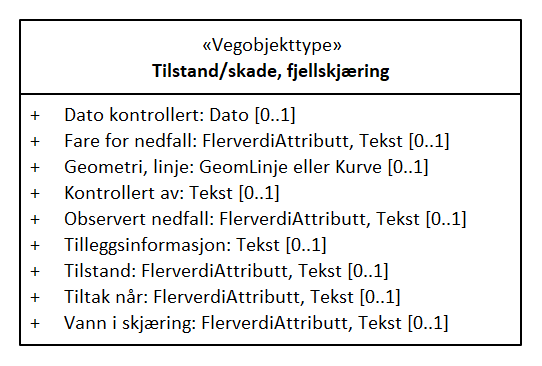 «Vegobjekttype»
Tilstand/skade, fjellskjæring
+ Dato kontrollert: Dato [0..1]
+ Fare for nedfall: FlerverdiAttributt, Tekst [0..1]
+ Geometri, linje: GeomLinje eller Kurve [0..1]
+ Kontrollert av: Tekst [0..1]
+ Observert nedfall: FlerverdiAttributt, Tekst [0..1]
+ Tilleggsinformasjon: Tekst [0..1]
+ Tilstand: FlerverdiAttributt, Tekst [0..1]
+ Tiltak når: FlerverdiAttributt, Tekst [0..1]
+ Vann i skjæring: FlerverdiAttributt, Tekst [0..1]